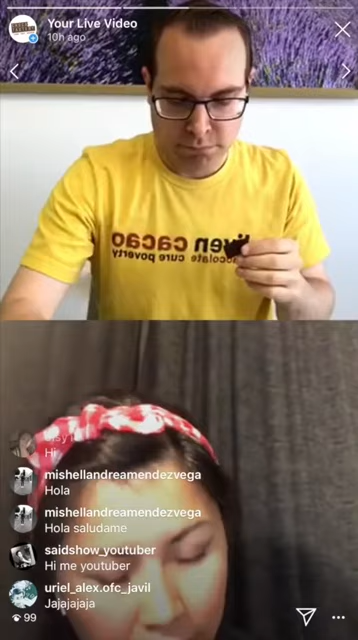 Your Live Video
10h ago
liven cacao
chocolate cure poverty
Hi
mishellandreamendezvega
Hola
mishellandreamendezvega
Hola saludame
saidshow_youtuber
Hi me youtuber
uriel_alex.ofc_javil
Jajajajaja
99